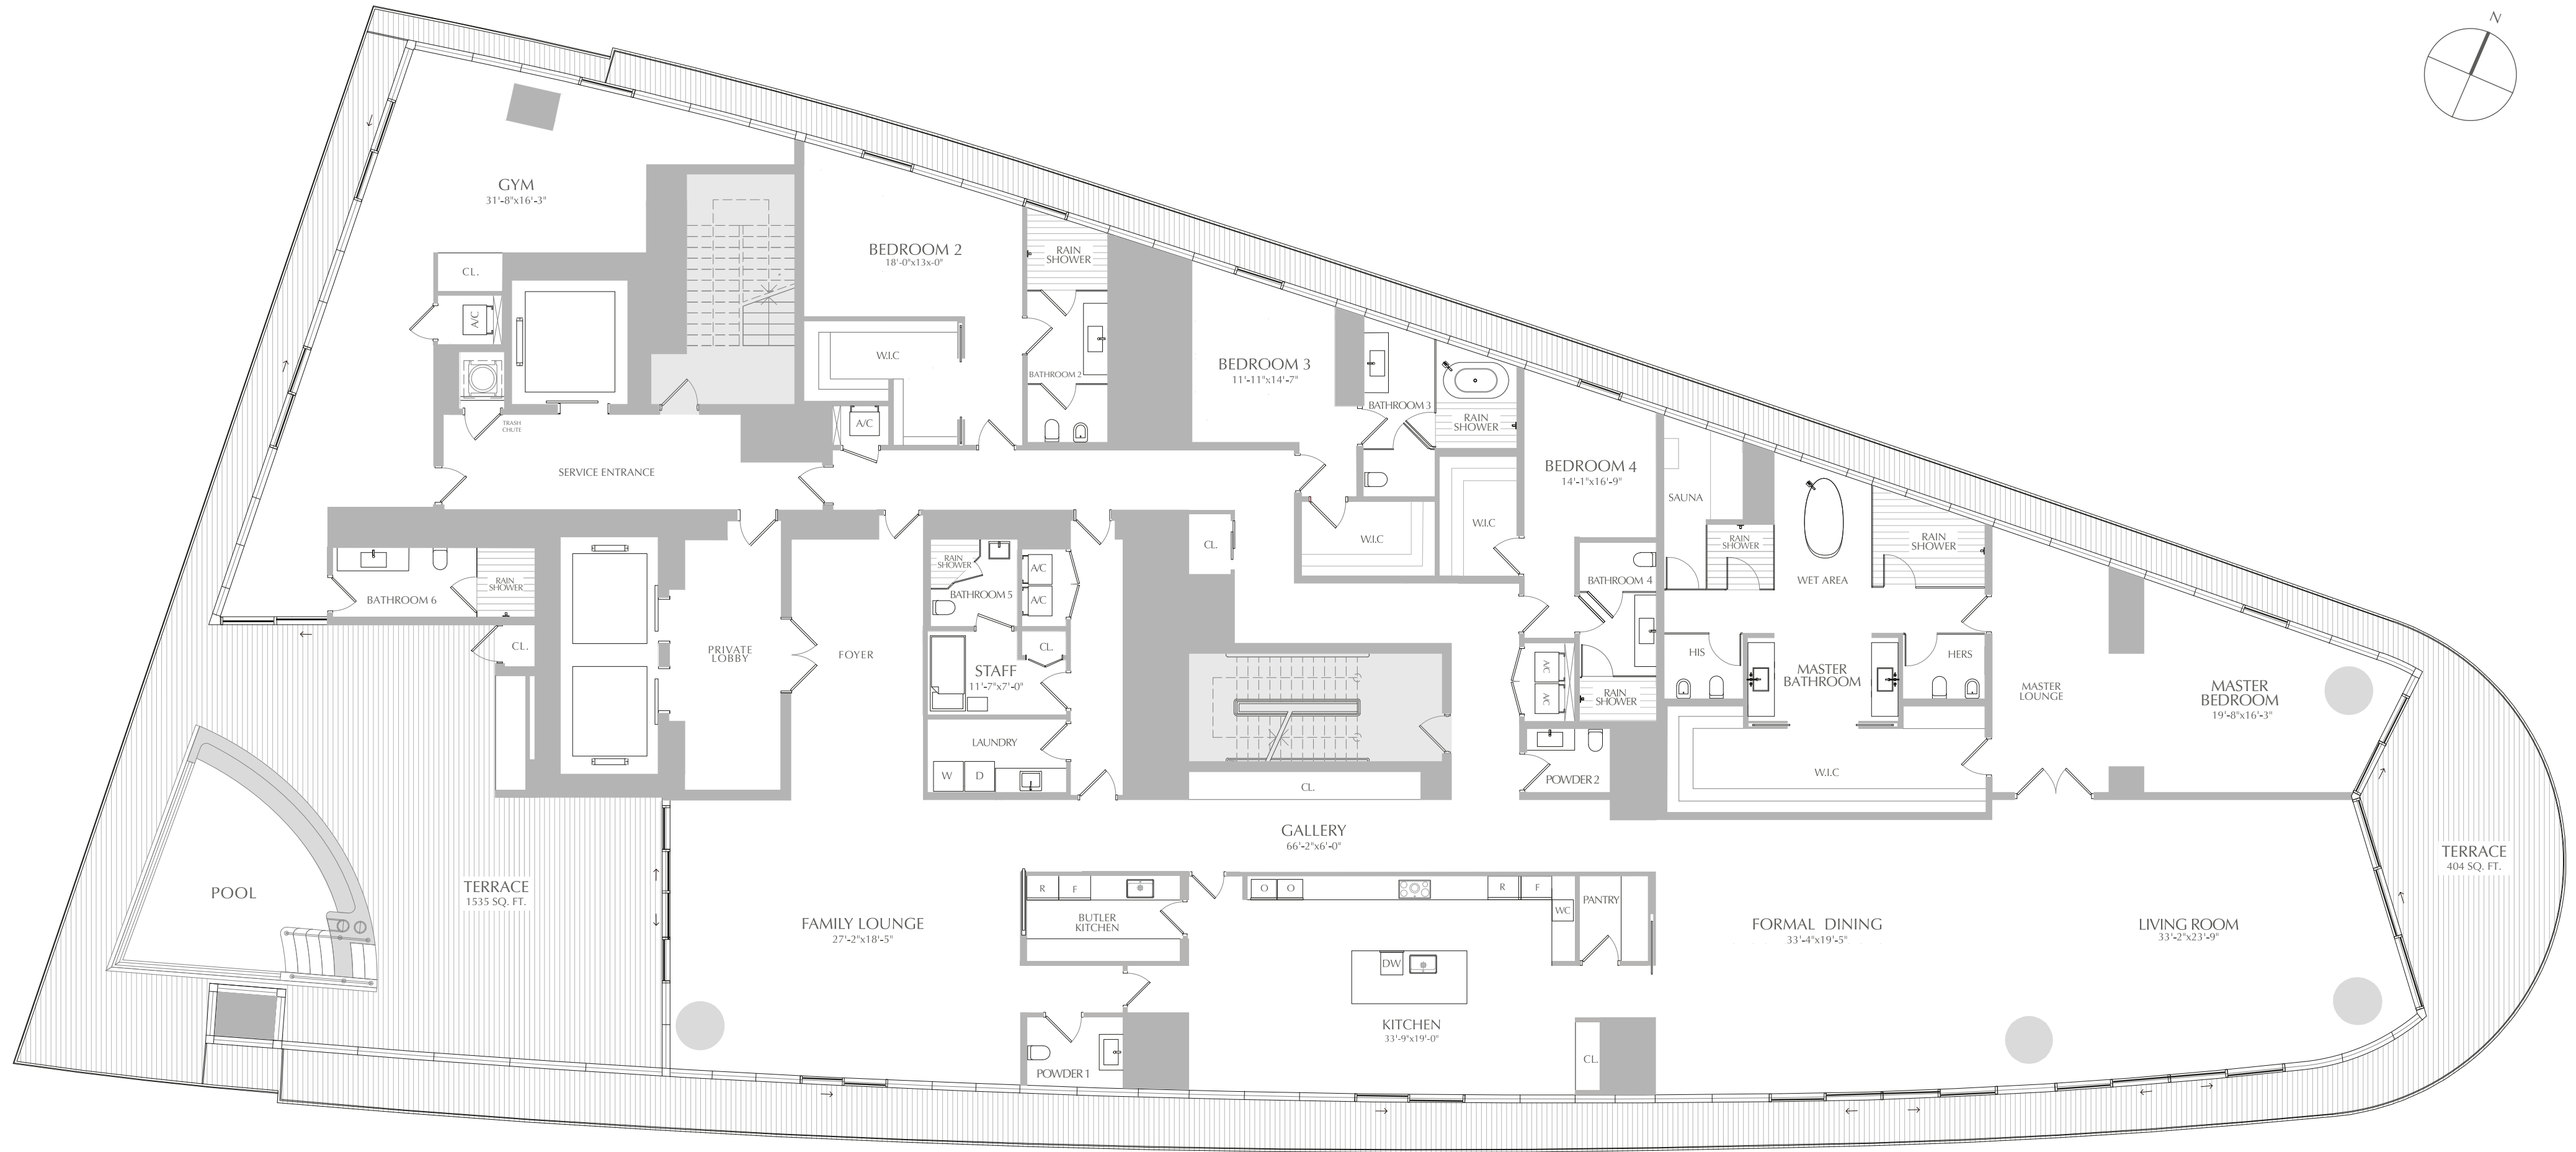 N
GYM
31'-8"x16'-3"
CL.
A/C
TRASH
CHUTE
SERVICE ENTRANCE
BEDROOM 2
18'-0"x13x-0"
W.I.C
A/C
RAIN
SHOWER
BATHROOM 2
BEDROOM 3
11'-11"x14'-7"
BATHROOM 3
RAIN
SHOWER
W.I.C
W.I.C
BEDROOM 4
14'-1"x16'-9"
BATHROOM 4
RAIN
SHOWER
A/C
A/C
POWDER 2
SAUNA
RAIN
SHOWER
WET AREA
RAIN
SHOWER
HIS
MASTER
BATHROOM
HERS
W.I.C
MASTER
LOUNGE
MASTER
BEDROOM
19'-8"x16'-3"
BATHROOM 6
RAIN
SHOWER
CL.
PRIVATE
LOBBY
FOYER
RAIN
SHOWER
BATHROOM 5
A/C
A/C
CL.
STAFF
11'-7"x7'-0"
LAUNDRY
W
D
CL.
CL.
GALLERY
66'-2"x6'-0"
POOL
TERRACE
1535 SQ. FT.
FAMILY LOUNGE
27'-2"x18'-5"
R
F
BUTLER
KITCHEN
POWDER 1
O
O
R
F
WC
PANTRY
DW
KITCHEN
33'-9"x19'-0"
CL.
FORMAL DINING
33'-4"x19'-5"
LIVING ROOM
33'-2"x23'-9"
TERRACE
404 SQ. FT.